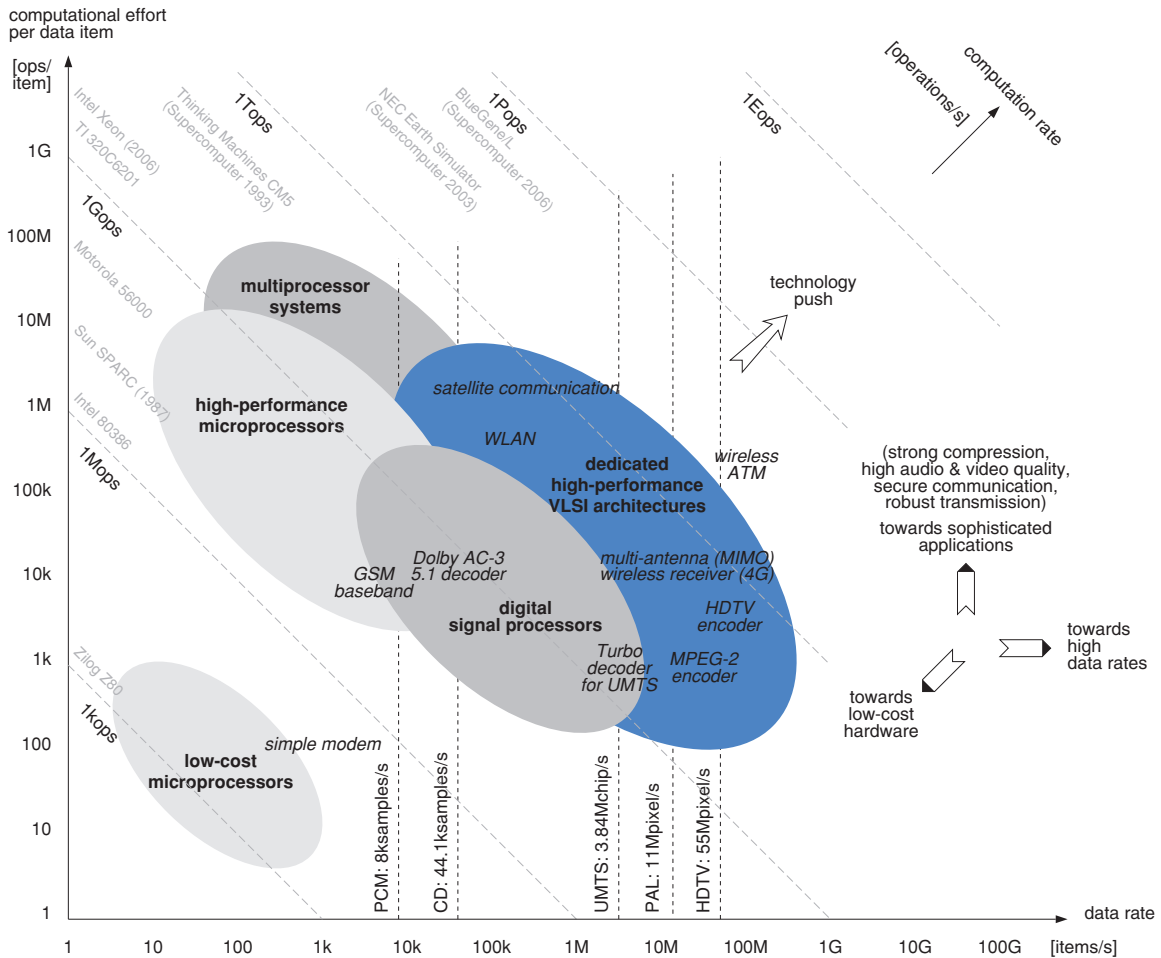 computational effort
per data item
[ops/
item]
1G
100M
10M
1M
100k
10k
1k
100
10
1
1
10
100
1k
10k
100k
1M
10M
100M
1G
10G
100G
[items/s]
data rate
Intel Xeon (2006)
TI 320C6201
Thinking Machines CM5
(Supercomputer 1993)
NEC Earth Simulator
(Supercomputer 2003)
BlueGene/L
(Supercomputer 2006)
Motorola 56000
Sun SPARC (1987)
Intel 80386
Zilog Z80
1kops
1Mops
1Gops
1Tops
1Pops
1Eops
[operations/s]
computation rate
multiprocessor
systems
high-performance
microprocessors
satellite communication
WLAN
dedicated
high-performance
VLSI architectures
wireless
ATM
technology
push
Dolby AC-3
5.1 decoder
GSM
baseband
digital
signal processors
multi-antenna (MIMO)
wireless receiver (4G)
HDTV
encoder
Turbo
decoder
for UMTS
MPEG-2
encoder
simple modem
low-cost
microprocessors
PCM: 8ksamples/s
CD: 44.1ksamples/s
UMTS: 3.84Mchip/s
PAL: 11Mpixel/s
HDTV: 55Mpixel/s
(strong compression,
high audio & video quality,
secure communication,
robust transmission)
towards sophisticated
applications
towards
high
data rates
towards
low-cost
hardware